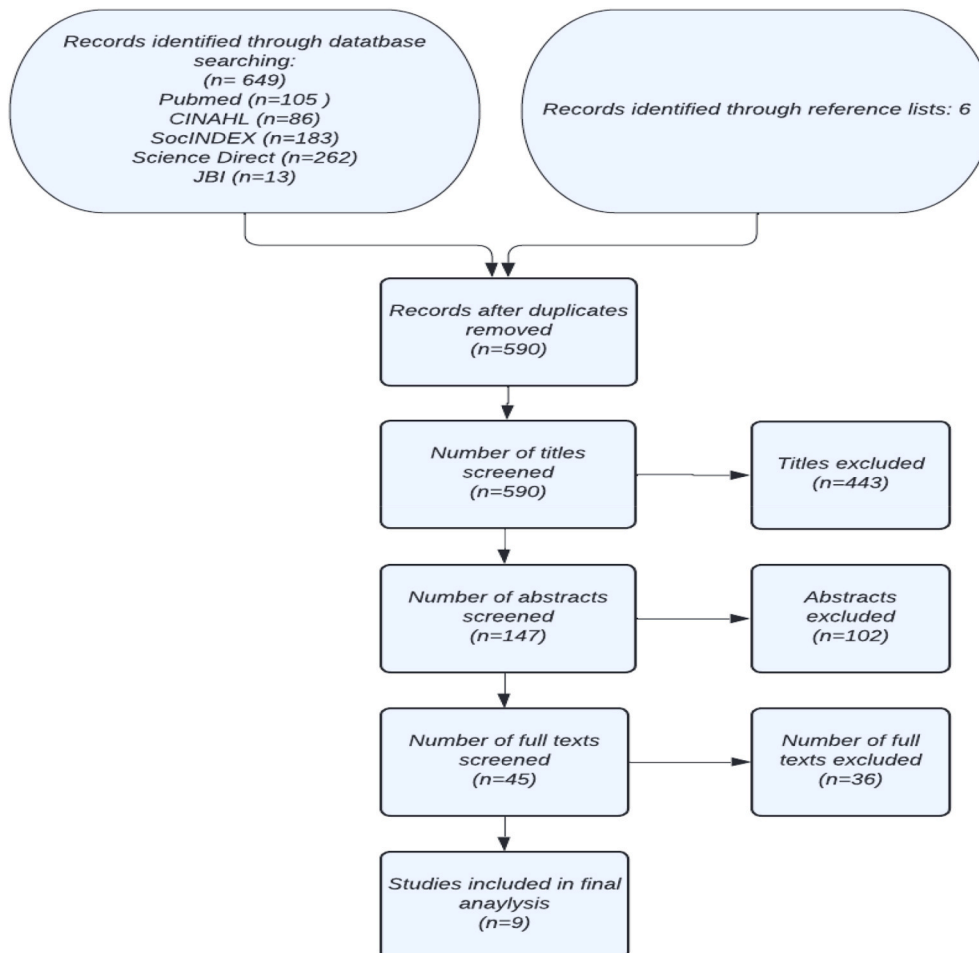 Records identified through datatbase
searching:
(n= 649)
Pubmed (n=105 )
CINAHL (n=86)
SocINDEX (n=183)
Science Direct (n=262)
JBI (n=13)
Records identified through reference lists: 6
Records after duplicates
removed
(n=590)
Number of titles
screened
(n=590)
Titles excluded
(n=443)
Number of abstracts
screened
(n=147)
Abstracts
excluded
(n=102)
Number of full texts
screened
(n=45)
Number of full
texts excluded
(n=36)
Studies included in final
anaylysis
(n=9)